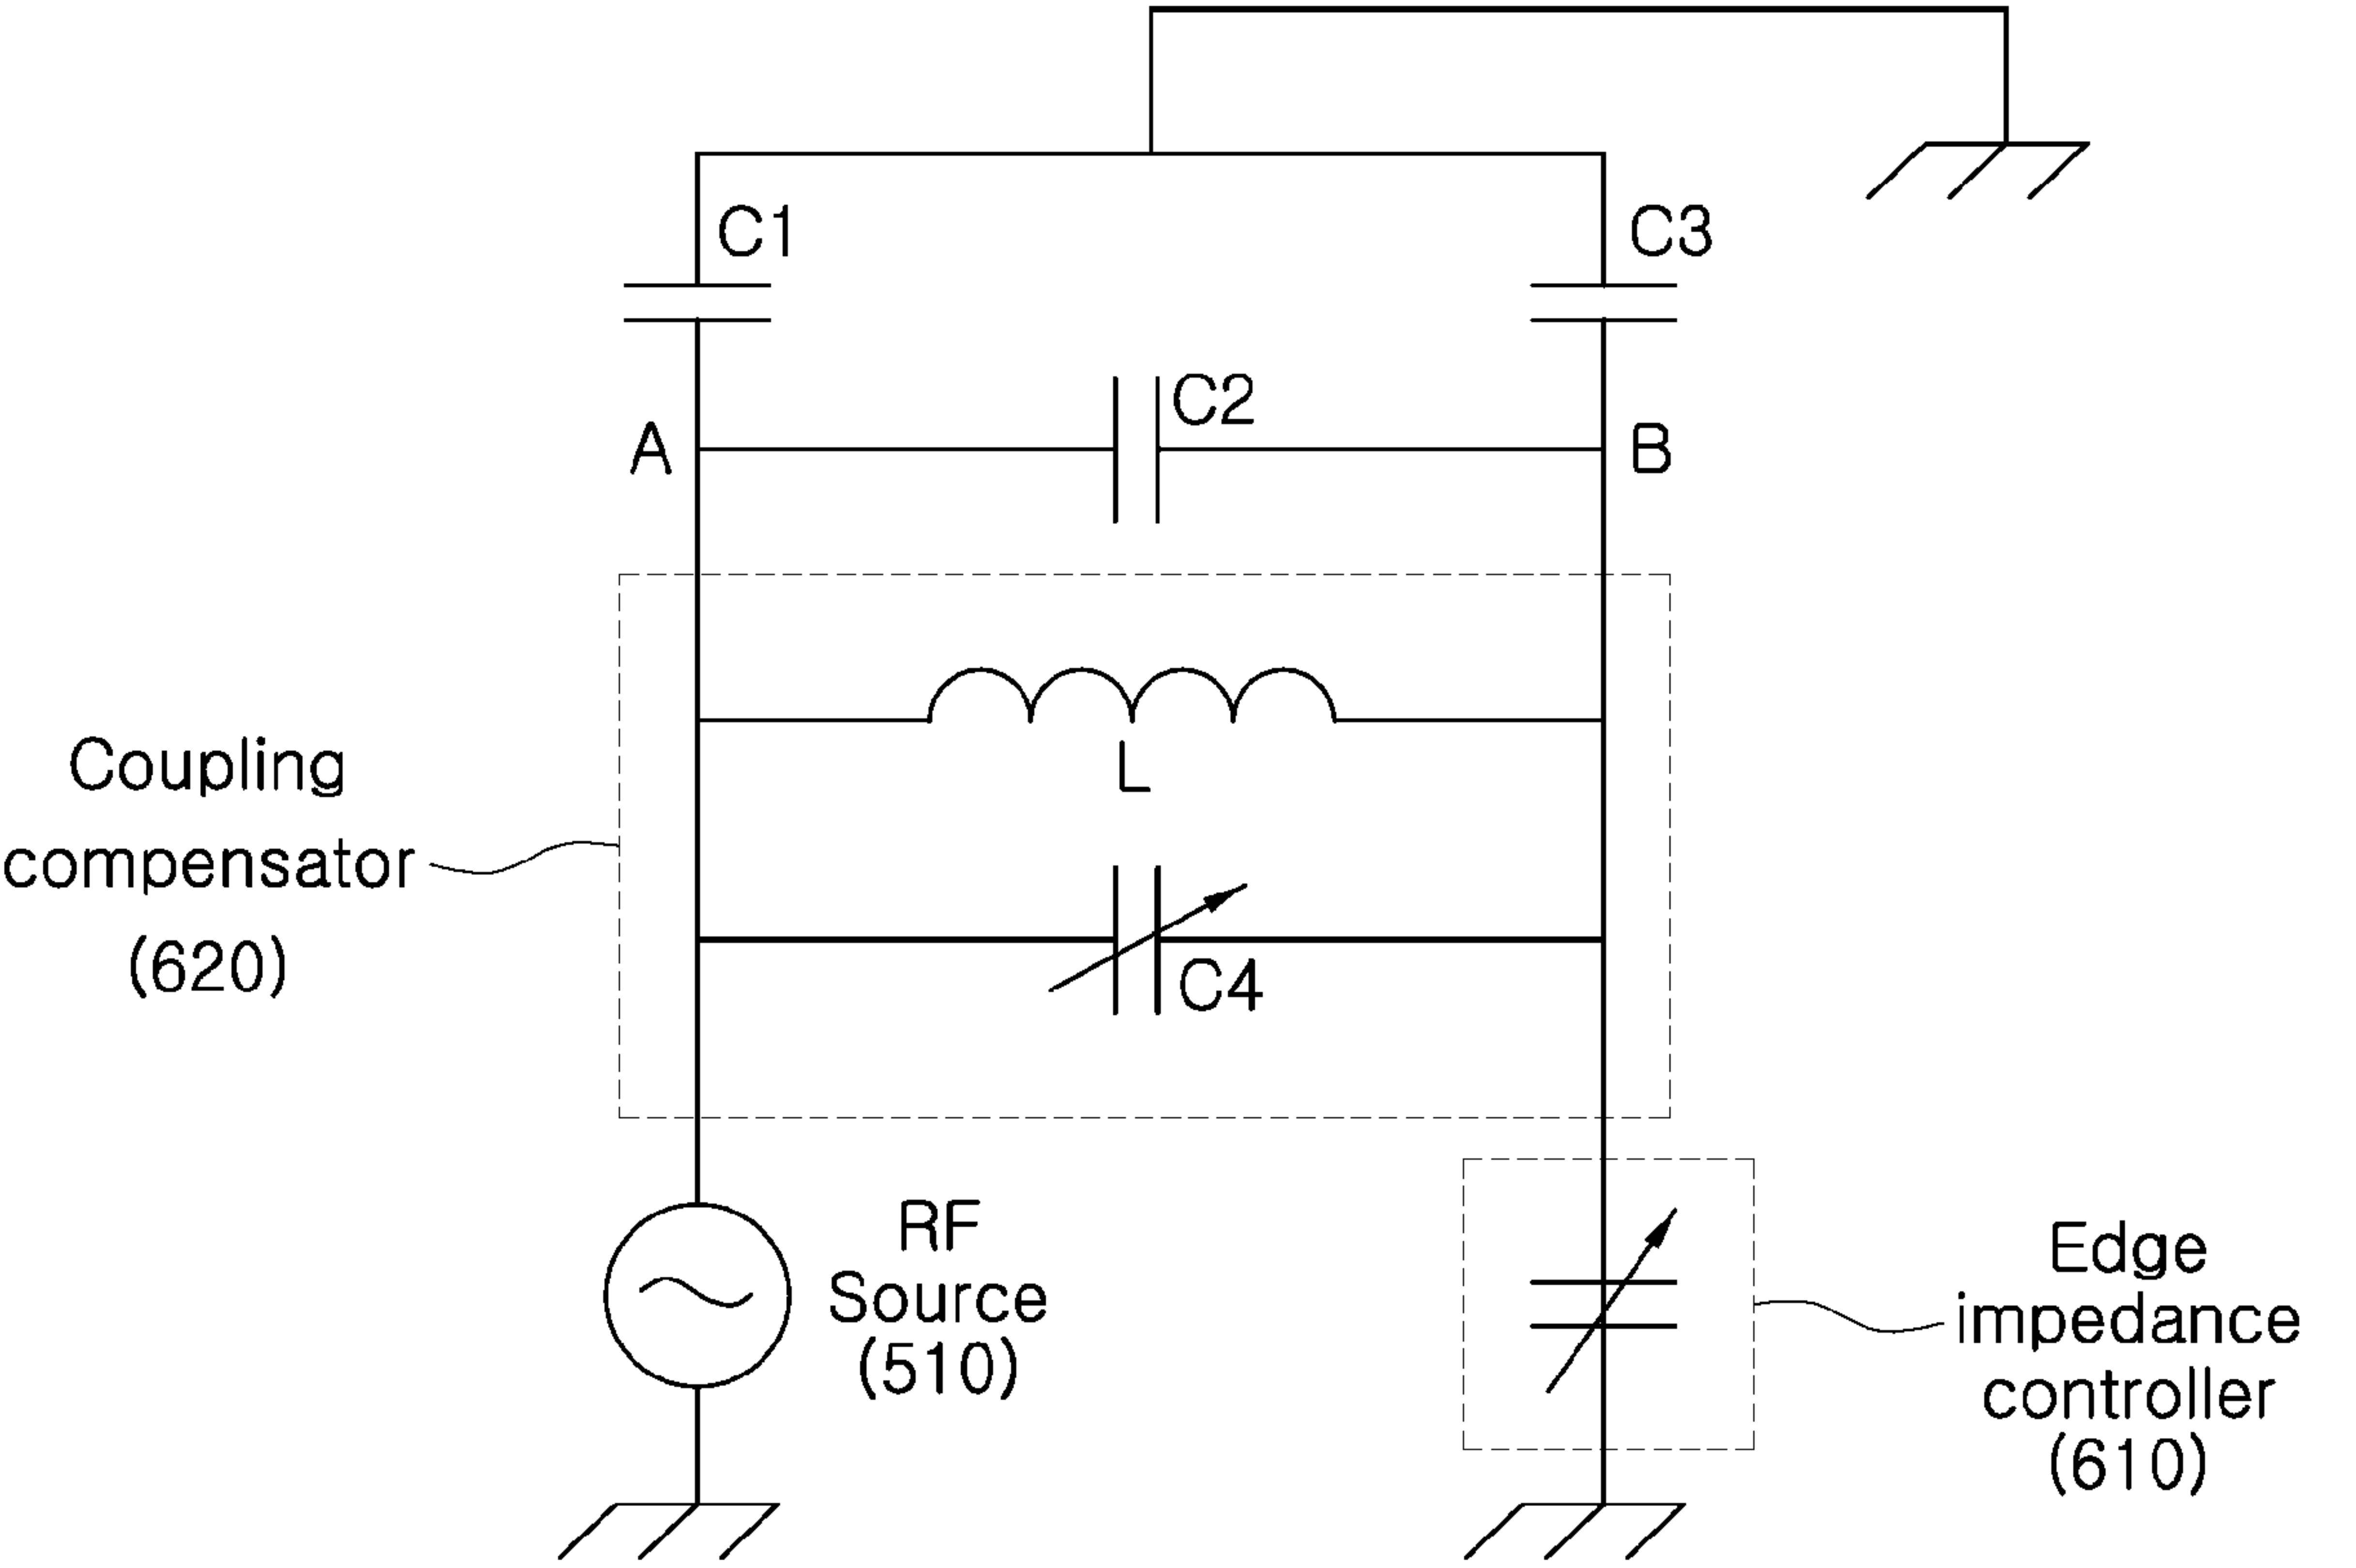 C1
C3
C2
A
B
L
Coupling
compensator
(620)
C4
RF
Source
(510)
Edge
impedance
controller
(610)